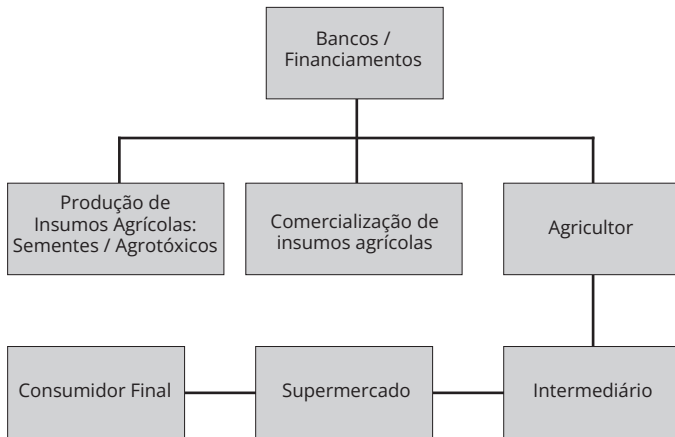 Bancos /
Financiamentos
Produção de
Insumos Agrícolas:
Sementes / Agrotóxicos
Comercialização de
insumos agrícolas
Agricultor
Consumidor Final
Supermercado
Intermediário